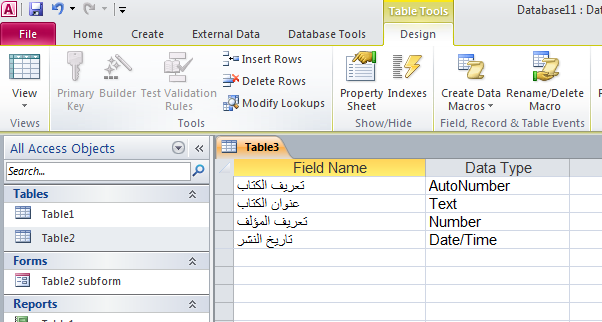 Table Tools
Database11 : Dat
File Home Create External Data Database Tools Design
View
Primary Key
Builder
Test Validation Rules
Insert Rows
Delete Rows
Modify Lookups
Property Sheet
Indexes
Create Data Macros
Rename/Delete Macro
Views
Tools
Show/Hide
Field, Record & Table Events
All Access Objects
Search...
Tables
Table1
Table2
Forms
Table2 subform
Reports
Table3
Field Name Data Type
تعريف الكتاب AutoNumber
عنوان الكتاب Text
تعريف المؤلف Number
تاريخ النشر Date/Time